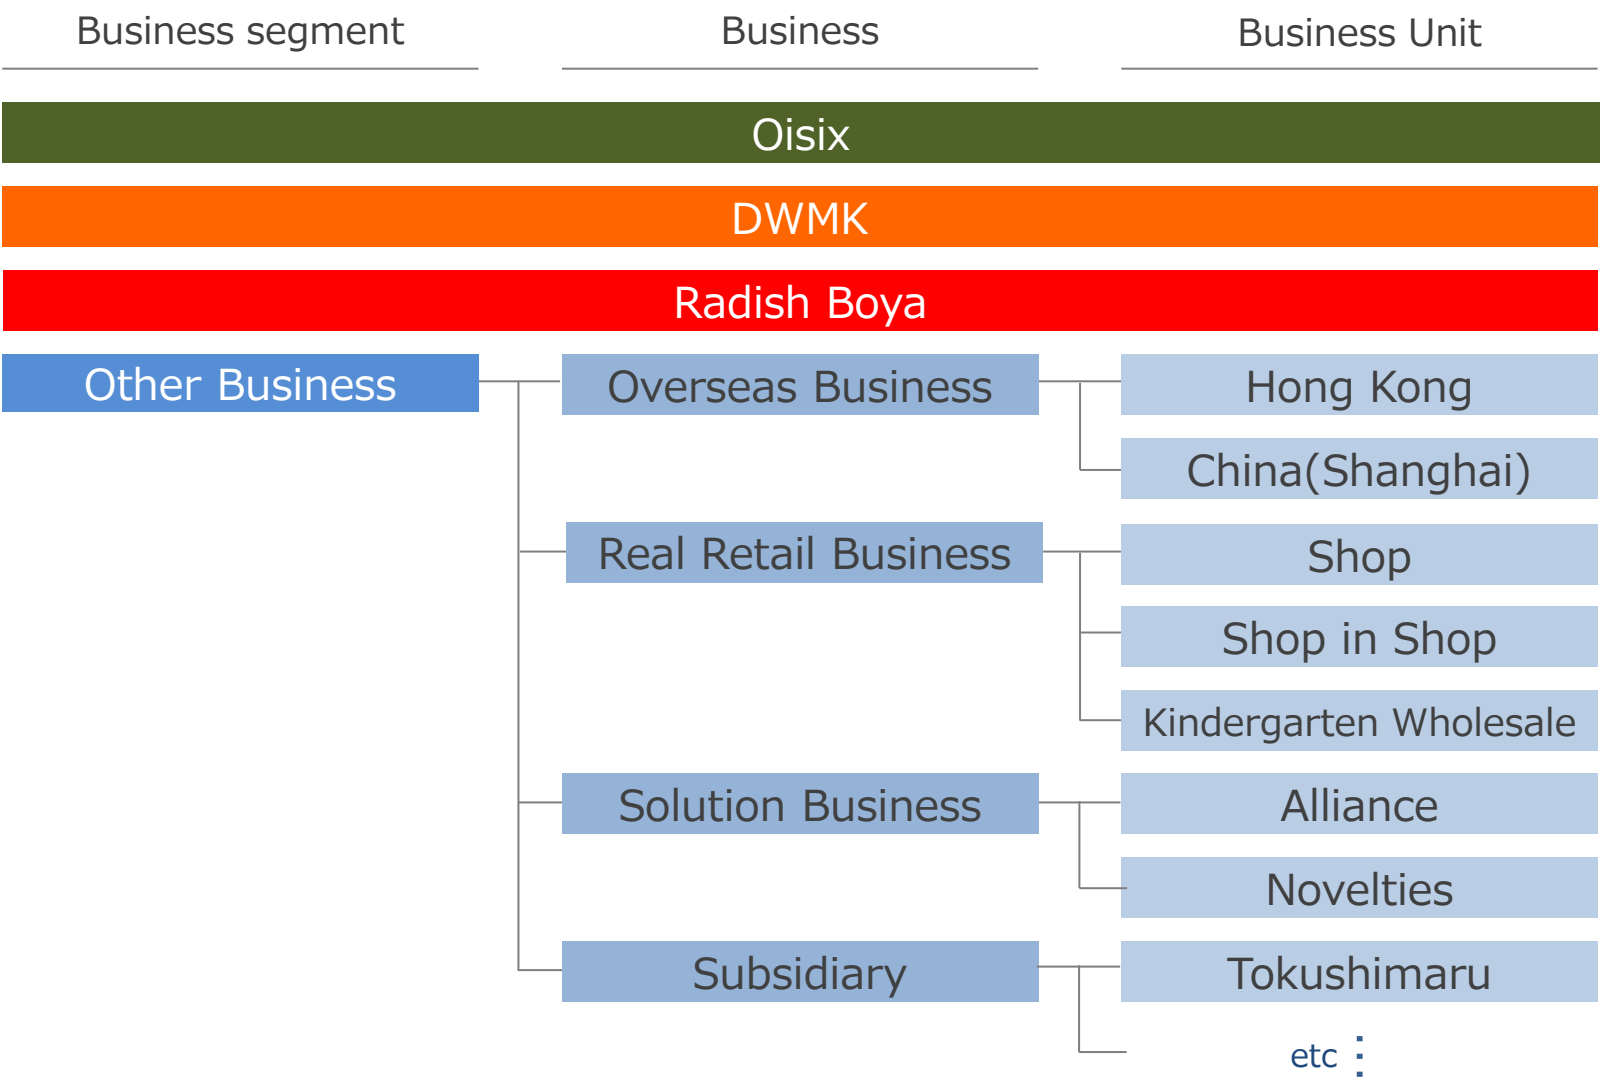 Business segment
Business
Business Unit
Oisix
DWMK
Radish Boya
Other Business
Overseas Business
Hong Kong
China(Shanghai)
Real Retail Business
Shop
Shop in Shop
Kindergarten Wholesale
Solution Business
Alliance
Novelties
Subsidiary
Tokushimaru
etc